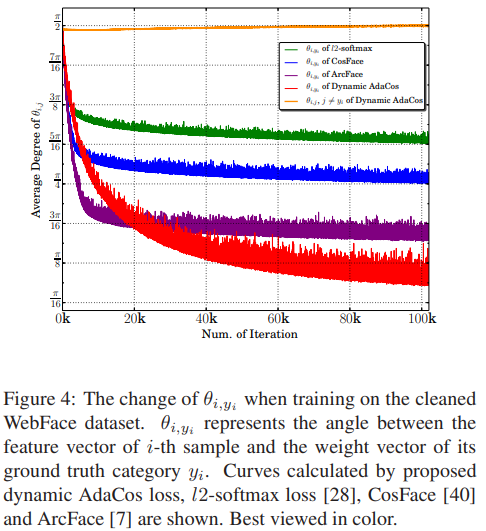 π/2
7π/16
3π/8
5π/16
π/4
3π/16
π/8
π/16
Average Degree of θi,j
θi,yi of l2-softmax
θi,yi of CosFace
θi,yi of ArcFace
θi,yi of Dynamic AdaCos
θi,j, j ≠ yi of Dynamic AdaCos
0k 20k 40k 60k 80k 100k
Num. of Iteration
Figure 4: The change of θi,yi when training on the cleaned
WebFace dataset. θi,yi represents the angle between the
feature vector of i-th sample and the weight vector of its
ground truth category yi. Curves calculated by proposed
dynamic AdaCos loss, l2-softmax loss [28], CosFace [40]
and ArcFace [7] are shown. Best viewed in color.